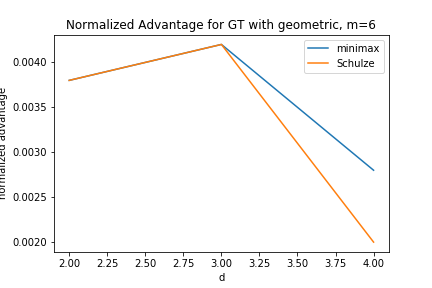 Normalized Advantage for GT with geometric, m=6
minimax
Schulze
0.0040
0.0035
0.0030
0.0025
0.0020
normalized advantage
2.00 2.25 2.50 2.75 3.00 3.25 3.50 3.75 4.00
d